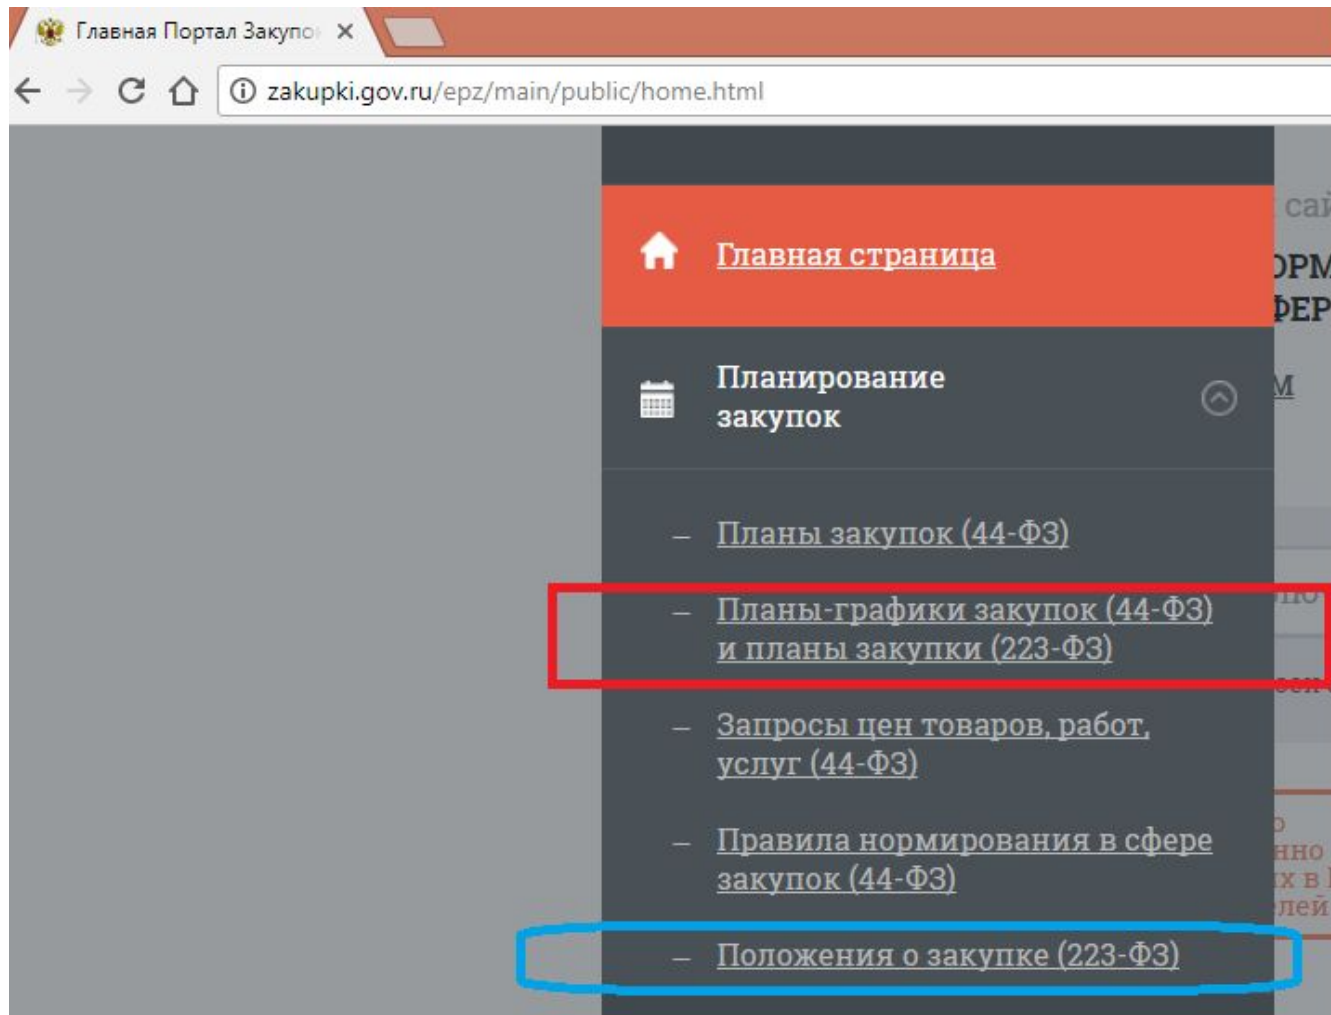 Главная Портал Закупо
zakupki.gov.ru/epz/main/public/home.html
Главная страница
Планирование
закупок
– Планы закупок (44-ФЗ)
– Планы-графики закупок (44-ФЗ)
и планы закупки (223-ФЗ)
– Запросы цен товаров, работ,
услуг (44-ФЗ)
– Правила нормирования в сфере
закупок (44-ФЗ)
– Положения о закупке (223-ФЗ)